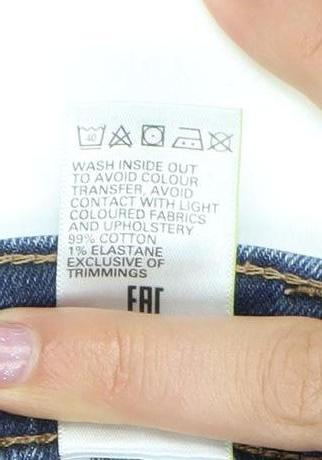 40
WASH INSIDE OUT
TO AVOID COLOUR
TRANSFER, AVOID
CONTACT WITH LIGHT
COLOURED FABRICS
AND UPHOLSTERY
99% COTTON
1% ELASTANE
EXCLUSIVE OF
TRIMMINGS
EAC